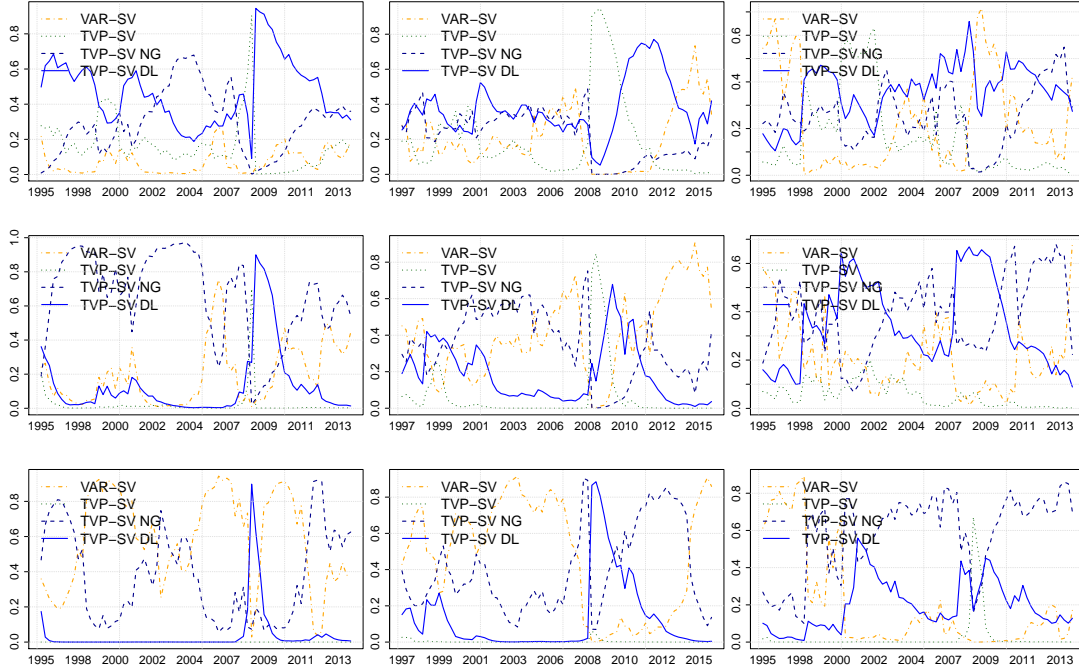 VAR−SV
TVP−SV
TVP−SV NG
TVP−SV DL
0.0 0.2 0.4 0.6 0.8
1995 1998 2000 2002 2004 2007 2009 2011 2013
VAR−SV
TVP−SV
TVP−SV NG
TVP−SV DL
0.0 0.2 0.4 0.6 0.8
1997 1999 2001 2003 2006 2008 2010 2012 2015
VAR−SV
TVP−SV
TVP−SV NG
TVP−SV DL
0.0 0.2 0.4 0.6
1995 1998 2000 2002 2004 2007 2009 2011 2013
VAR−SV
TVP−SV
TVP−SV NG
TVP−SV DL
0.0 0.2 0.4 0.6 0.8 1.0
1995 1998 2000 2002 2004 2007 2009 2011 2013
VAR−SV
TVP−SV
TVP−SV NG
TVP−SV DL
0.0 0.2 0.4 0.6 0.8
1997 1999 2001 2003 2006 2008 2010 2012 2015
VAR−SV
TVP−SV
TVP−SV NG
TVP−SV DL
0.0 0.2 0.4 0.6
1995 1998 2000 2002 2004 2007 2009 2011 2013
VAR−SV
TVP−SV
TVP−SV NG
TVP−SV DL
0.0 0.2 0.4 0.6 0.8
1995 1998 2000 2002 2004 2007 2009 2011 2013
VAR−SV
TVP−SV
TVP−SV NG
TVP−SV DL
0.0 0.2 0.4 0.6 0.8
1997 1999 2001 2003 2006 2008 2010 2012 2015
VAR−SV
TVP−SV
TVP−SV NG
TVP−SV DL
0.0 0.2 0.4 0.6 0.8
1995 1998 2000 2002 2004 2007 2009 2011 2013